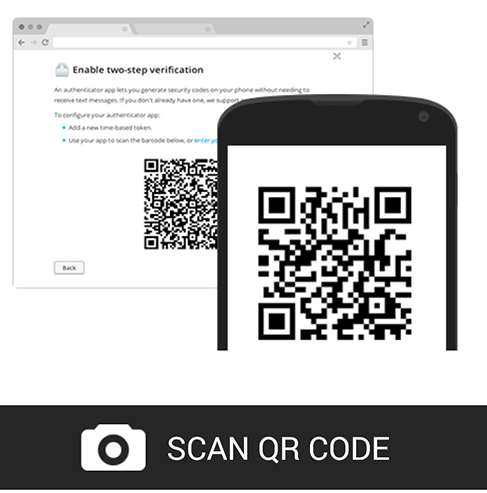 Enable two-step verification
An authenticator app lets you generate security codes on your phone without needing to
receive text messages. If you don't already have one, we support
To configure your authenticator app:
Add a new time-based token.
Use your app to scan the barcode below, or enter yo
Back
SCAN QR CODE